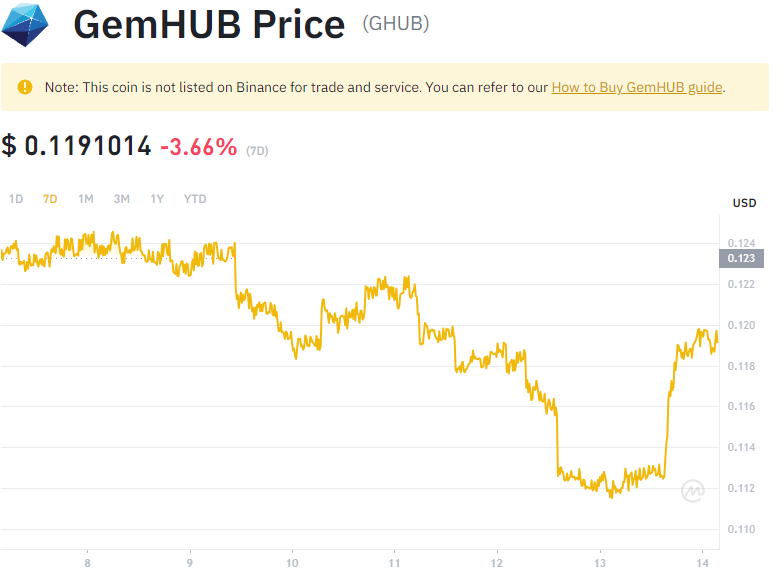 GemHUB Price (GHUB)
Note: This coin is not listed on Binance for trade and service. You can refer to our How to Buy GemHUB guide.
$ 0.1191014 -3.66% (7D)
1D 7D 1M 3M 1Y YTD
USD
0.124
0.123
0.122
0.120
0.118
0.116
0.114
0.112
0.110
8 9 10 11 12 13 14